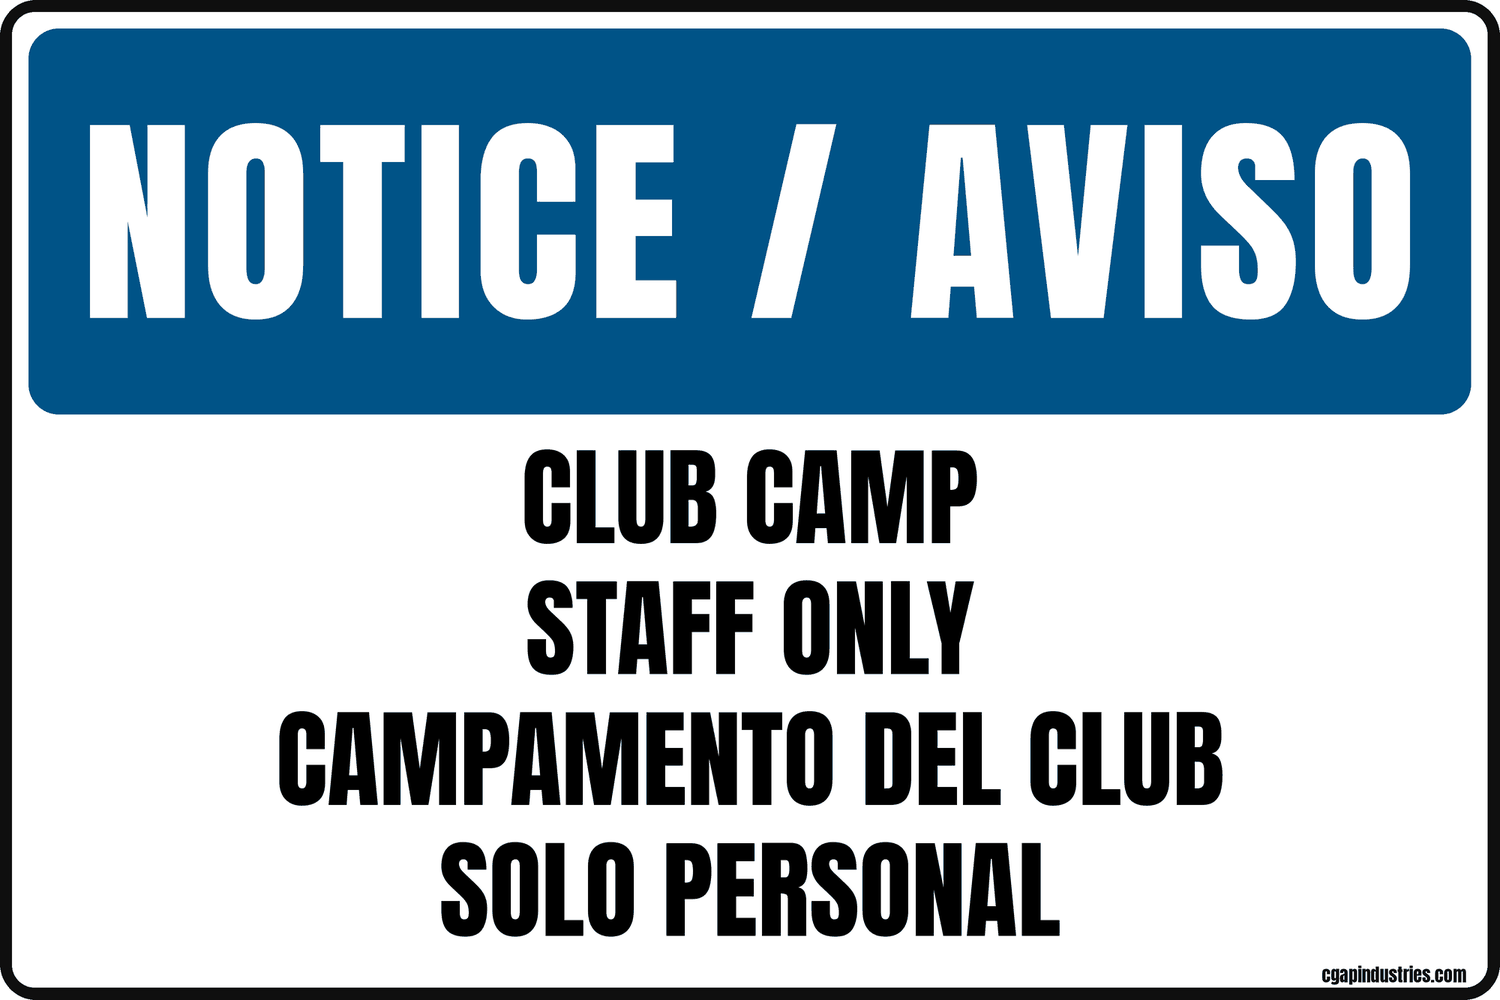 NOTICE / AVISO
CLUB CAMP
STAFF ONLY
CAMPAMENTO DEL CLUB
SOLO PERSONAL
cgapindustries.com